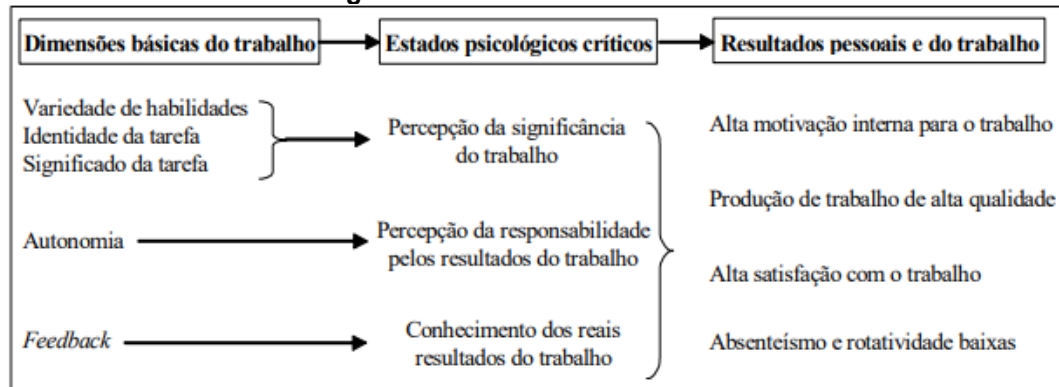 Dimensões básicas do trabalho
Estados psicológicos críticos
Resultados pessoais e do trabalho
Variedade de habilidades
Identidade da tarefa
Significado da tarefa
Percepção da significância
do trabalho
Alta motivação interna para o trabalho
Produção de trabalho de alta qualidade
Autonomia
Percepção da responsabilidade
pelos resultados do trabalho
Alta satisfação com o trabalho
Feedback
Conhecimento dos reais
resultados do trabalho
Absenteísmo e rotatividade baixas